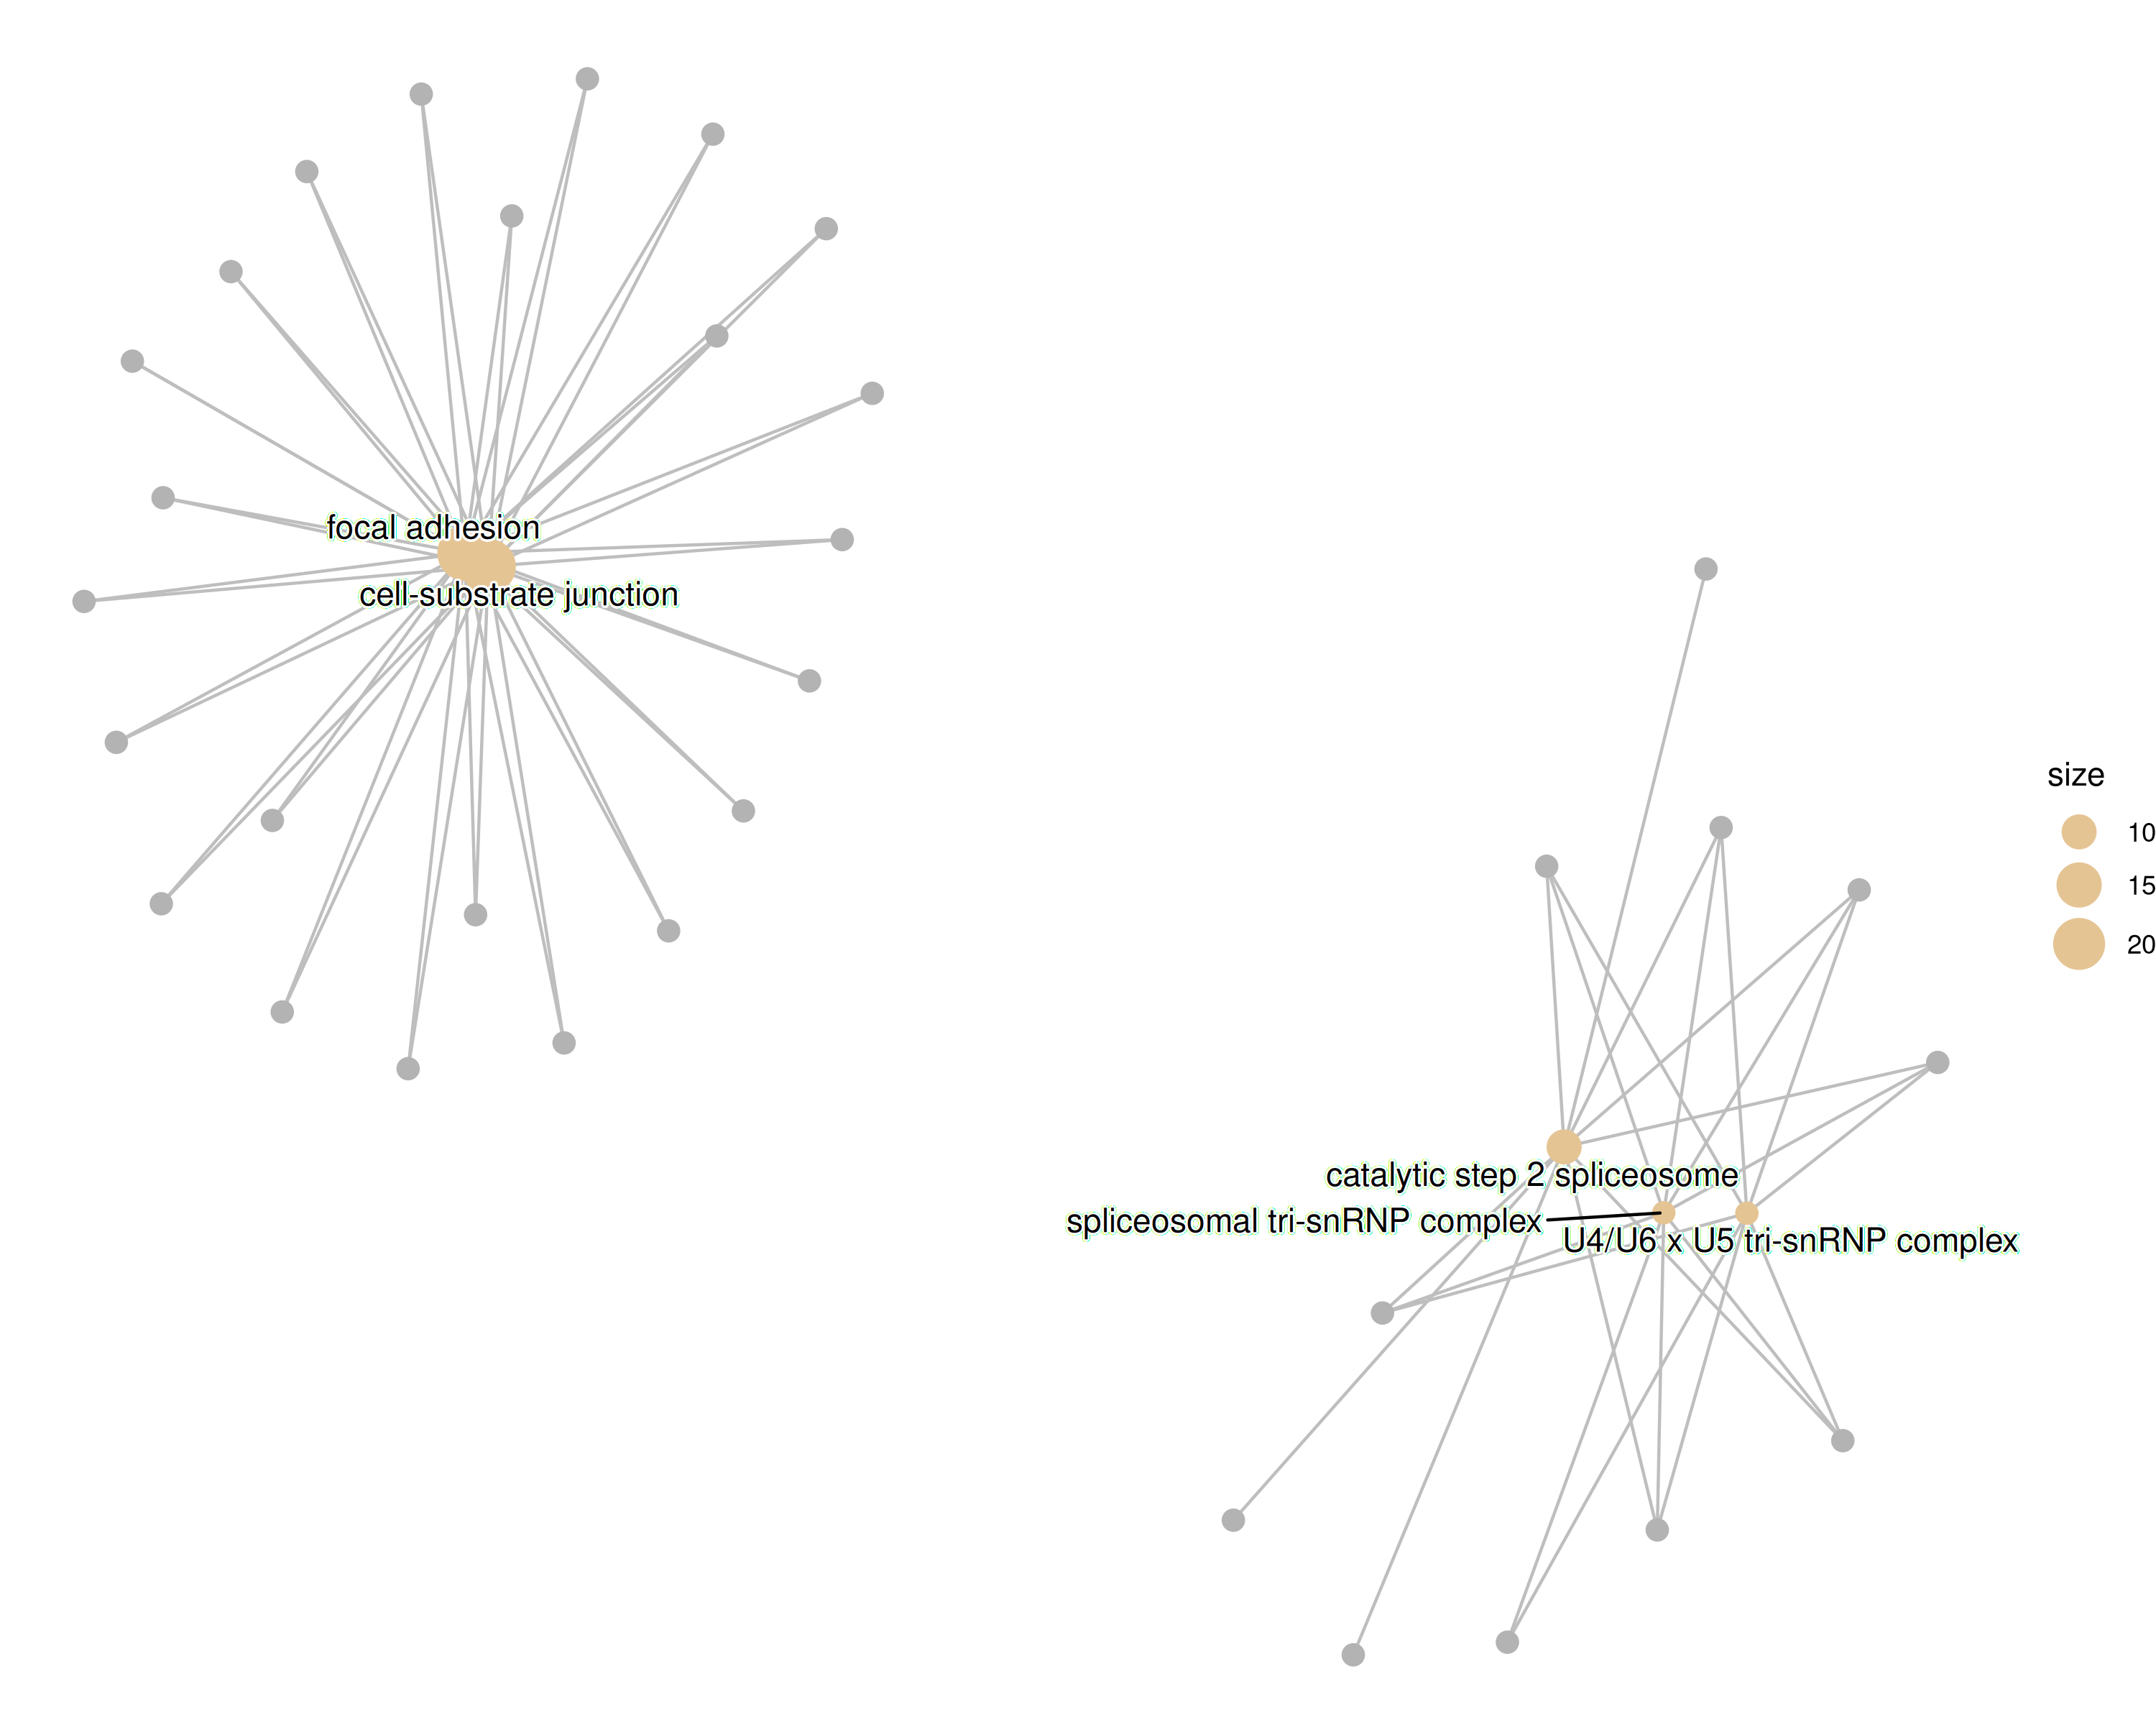 focal adhesion
cell-substrate junction
size
10
15
20
catalytic step 2 spliceosome
spliceosomal tri-snRNP complex
U4/U6 x U5 tri-snRNP complex